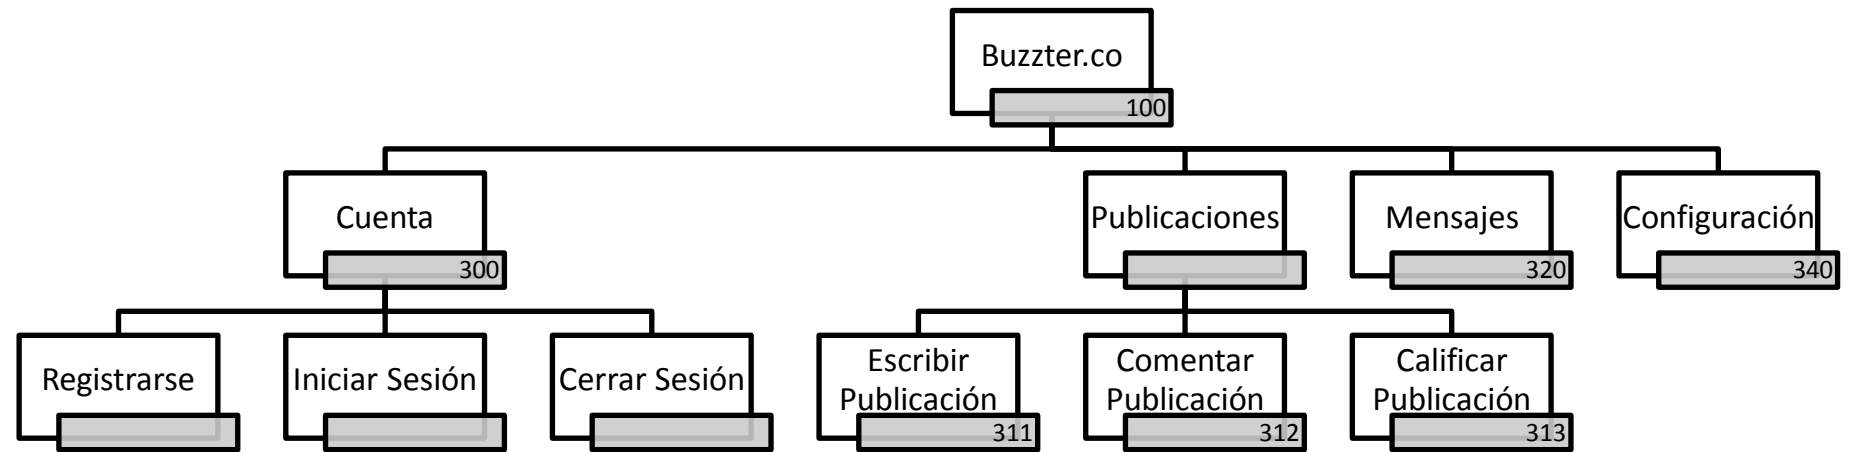 Buzzter.co
100
Cuenta
300
Publicaciones
Mensajes
320
Configuración
340
Registrarse
Iniciar Sesión
Cerrar Sesión
Escribir
Publicación
311
Comentar
Publicación
312
Calificar
Publicación
313